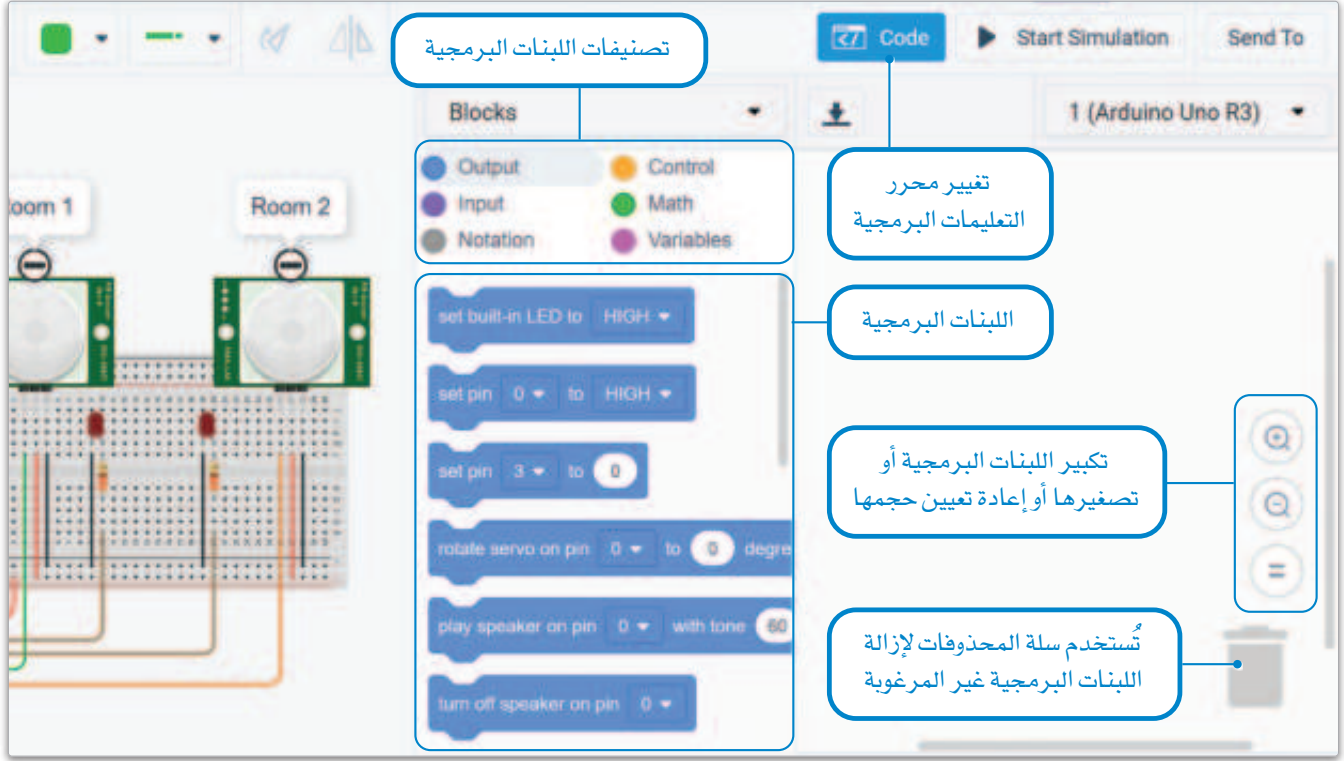 تصنيفات اللبنات البرمجية
Code
Start Simulation
Send To
Blocks
1 (Arduino Uno R3)
Output
Control
Input
Math
Notation
Variables
تغيير محرر
التعليمات البرمجية
oom 1
Room 2
set built-in LED to HIGH
set pin 0 to HIGH
set pin 3 to 0
rotate servo on pin 0 to 0 degre
play speaker on pin 0 with tone 60
turn off speaker on pin 0
اللبنات البرمجية
تكبير اللبنات البرمجية أو
تصغيرها أو إعادة تعيين حجمها
تُستخدم سلة المحذوفات لإزالة
اللبنات البرمجية غير المرغوبة